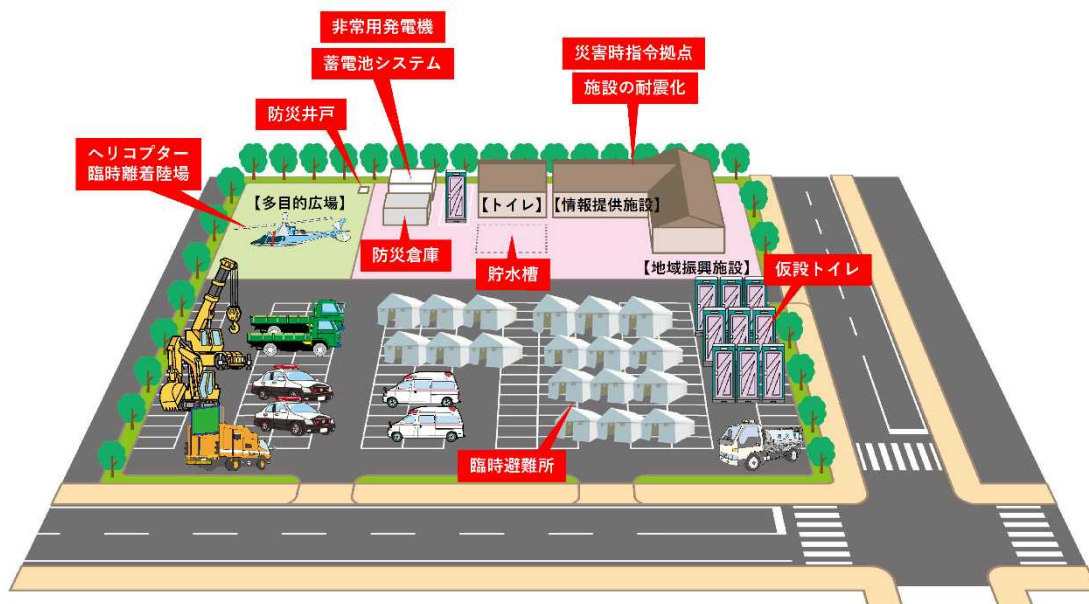 非常用発電機
蓄電池システム
災害時指令拠点
施設の耐震化
防災井戸
ヘリコプター
臨時離着陸場
【多目的広場】
【トイレ】
【情報提供施設】
防災倉庫
貯水槽
【地域振興施設】
仮設トイレ
臨時避難所